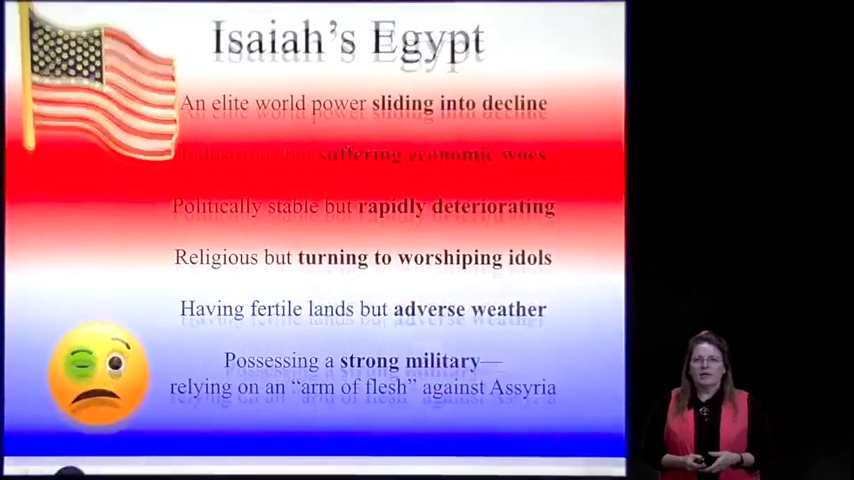 Isaiah's Egypt
An elite world power sliding into decline
but suffering economic woes
Politically stable but rapidly deteriorating
Religious but turning to worshiping idols
Having fertile lands but adverse weather
Possessing a strong military—
relying on an “arm of flesh” against Assyria